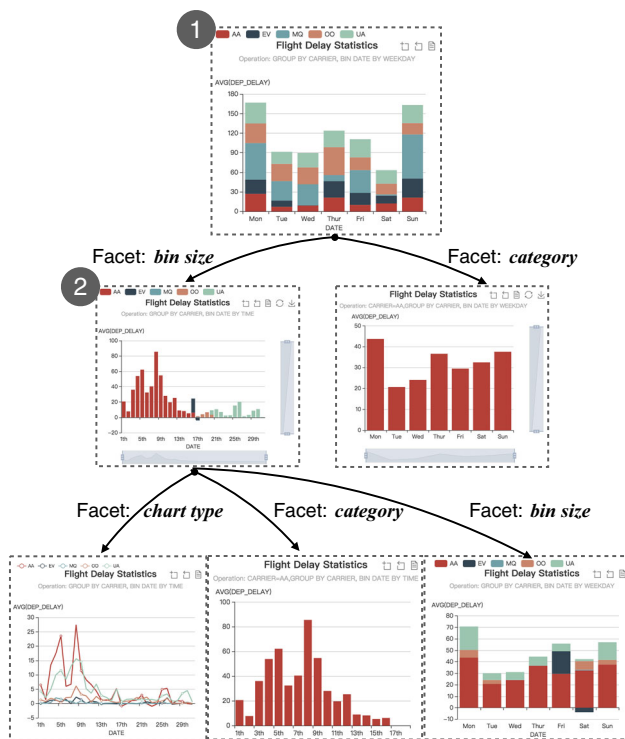 1
AA EV MQ OO UA
Flight Delay Statistics
Operation: GROUP BY CARRIER, BIN DATE BY WEEKDAY
AVG(DEP_DELAY)
180
150
120
90
60
30
0
Mon Tue Wed Thur Fri Sat Sun
DATE
Facet: bin size
Facet: category
2
AA EV MQ OO UA
Flight Delay Statistics
Operation: GROUP BY CARRIER, BIN DATE BY TIME
AVG(DEP_DELAY)
100
80
60
40
20
0
-20
1th 5th 9th 13th 17th 21th 25th 29th
DATE
Flight Delay Statistics
Operation: CARRIER=AA,GROUP BY CARRIER, BIN DATE BY WEEKDAY
AVG(DEP_DELAY)
50
40
30
20
10
0
Mon Tue Wed Thur Fri Sat Sun
DATE
Facet: chart type
Facet: category
Facet: bin size
AA EV MQ OO UA
Flight Delay Statistics
Operation: GROUP BY CARRIER, BIN DATE BY TIME
AVG(DEP_DELAY)
30
25
20
15
10
5
0
-5
1th 5th 9th 13th 17th 21th 25th 29th
DATE
Flight Delay Statistics
Operation: CARRIER=AA,GROUP BY CARRIER, BIN DATE BY TIME
AVG(DEP_DELAY)
100
80
60
40
20
0
1th 3th 5th 7th 9th 11th 13th 15th 17th
DATE
AA EV MQ OO UA
Flight Delay Statistics
Operation: GROUP BY CARRIER, BIN DATE BY WEEKDAY
AVG(DEP_DELAY)
80
70
60
50
40
30
20
10
0
-10
Mon Tue Wed Thur Fri Sat Sun
DATE